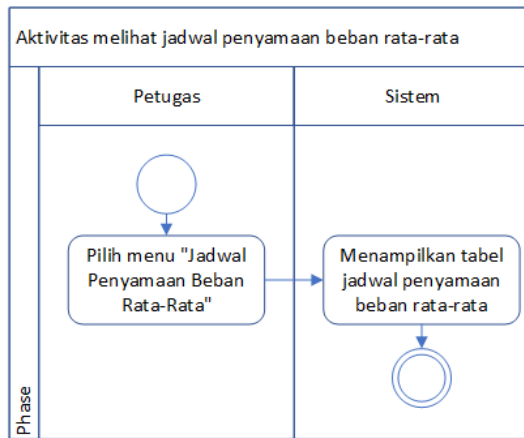 Aktivitas melihat jadwal penyamaan beban rata-rata
Petugas
Sistem
Pilih menu "Jadwal
Penyamaan Beban
Rata-Rata"
Menampilkan tabel
jadwal penyamaan
beban rata-rata
Phase